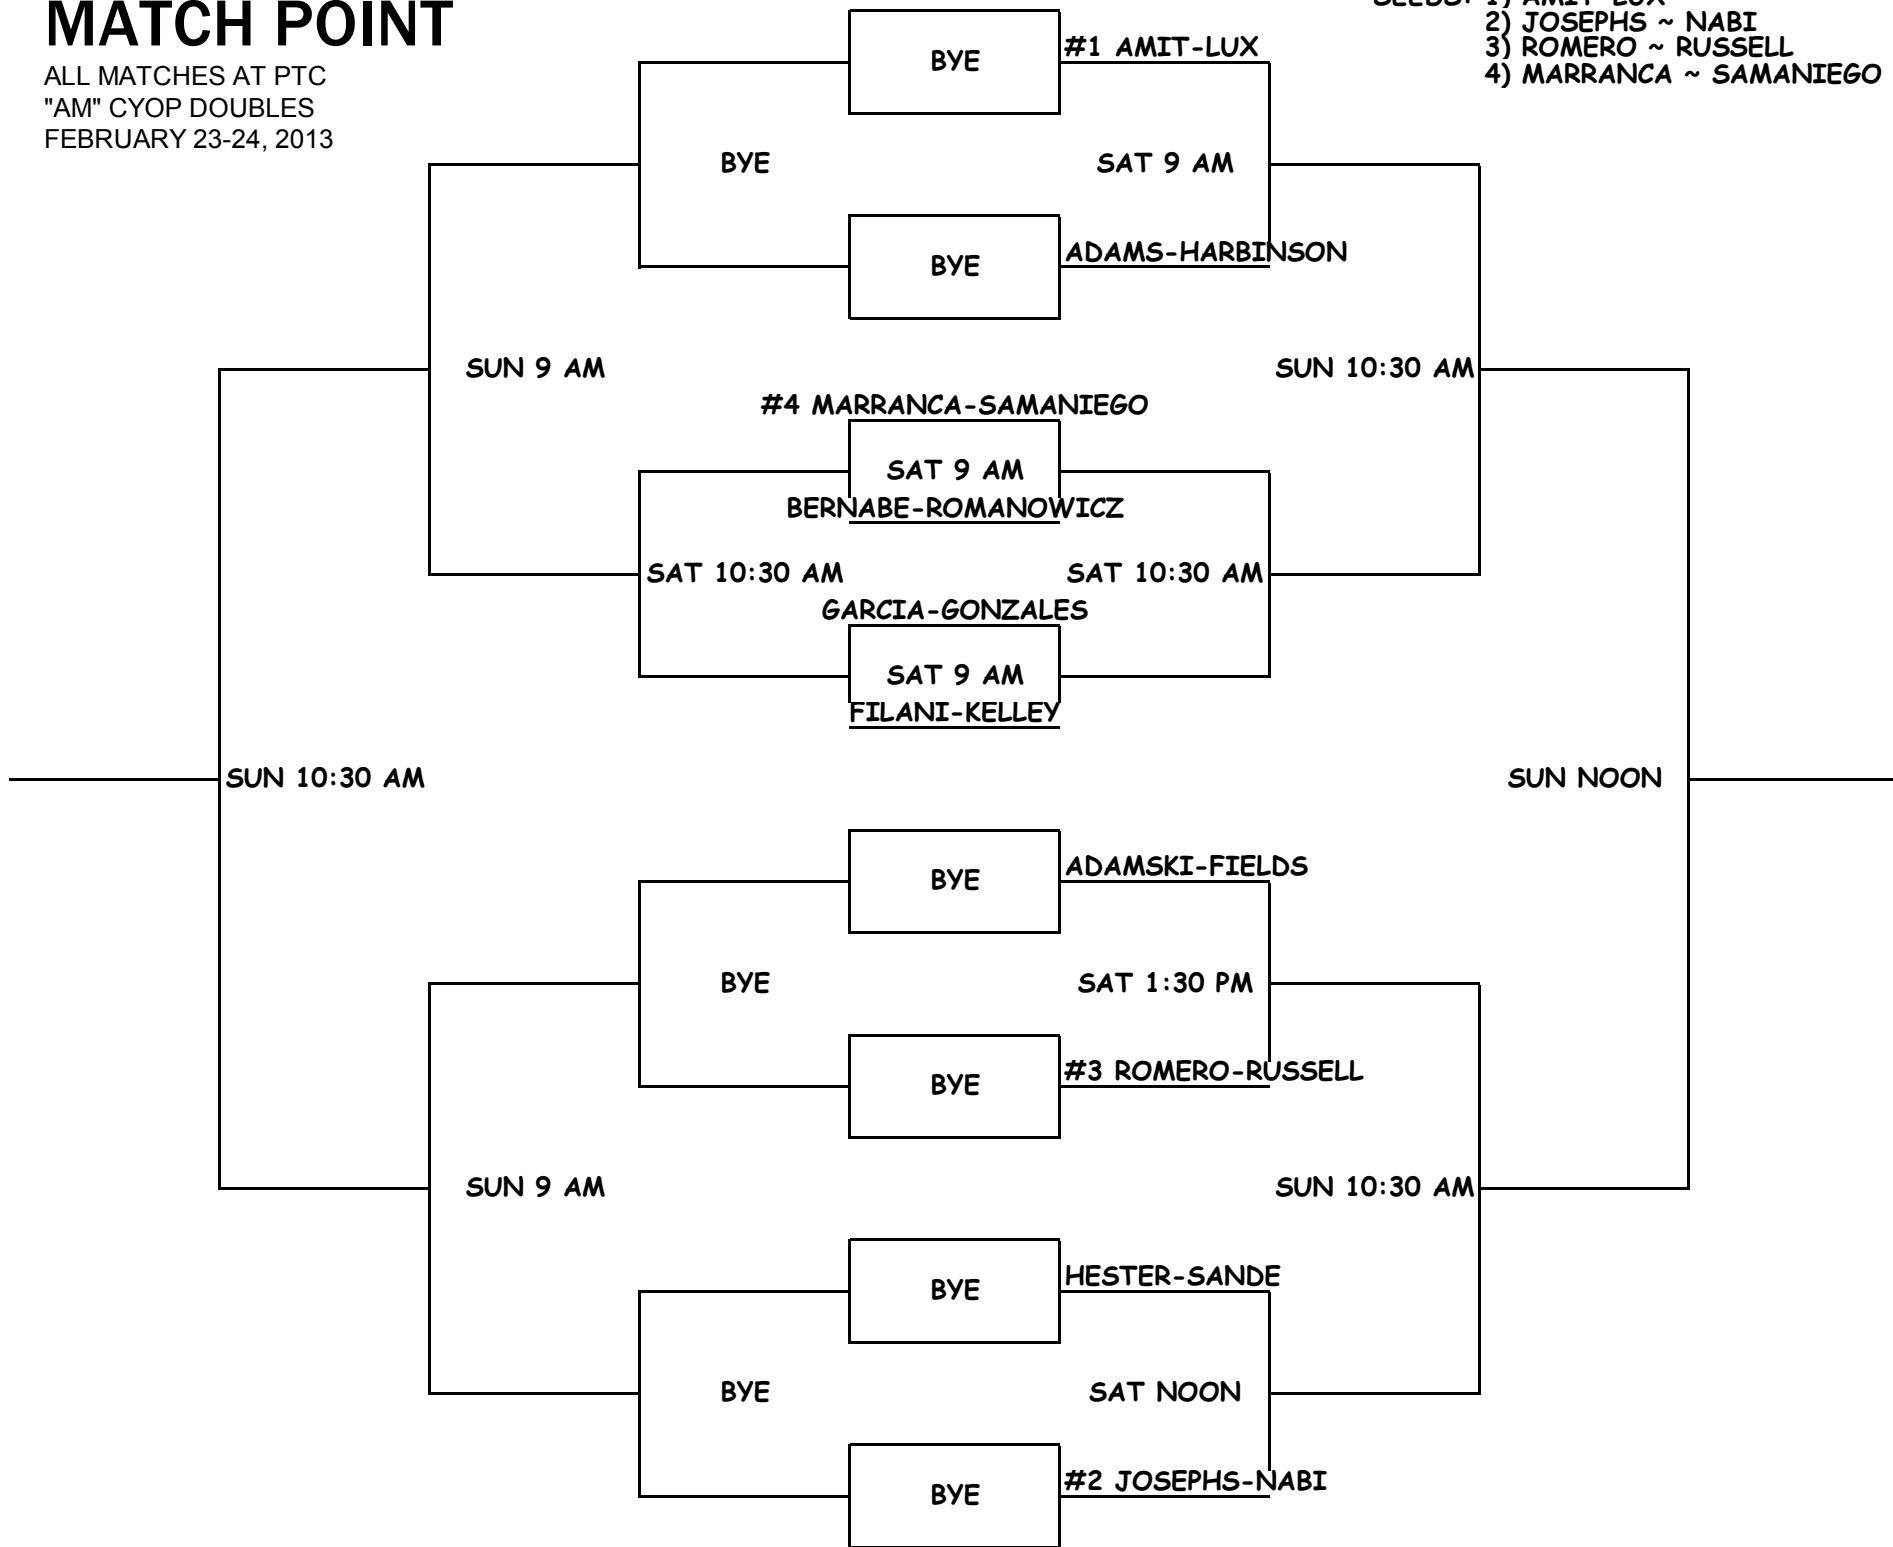 MATCH POINT
SEEDS: 1) AMIT-LUX
2) JOSEPHS ~ NABI
3) ROMERO ~ RUSSELL
4) MARRANCA ~ SAMANIEGO
ALL MATCHES AT PTC
"AM" CYOP DOUBLES
FEBRUARY 23-24, 2013
BYE
#1 AMIT-LUX
BYE
SAT 9 AM
BYE
ADAMS-HARBINSON
SUN 9 AM
SUN 10:30 AM
#4 MARRANCA-SAMANIEGO
SAT 9 AM
BERNABE-ROMANOWICZ
SAT 10:30 AM
SAT 10:30 AM
GARCIA-GONZALES
SAT 9 AM
FILANI-KELLEY
SUN 10:30 AM
SUN NOON
BYE
ADAMSKI-FIELDS
BYE
SAT 1:30 PM
BYE
#3 ROMERO-RUSSELL
SUN 9 AM
SUN 10:30 AM
BYE
HESTER-SANDE
BYE
SAT NOON
BYE
#2 JOSEPHS-NABI